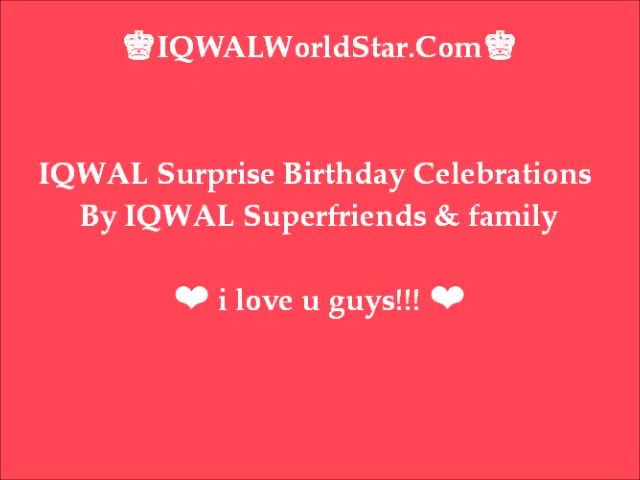 ♚IQWALWorldStar.Com♚
IQWAL Surprise Birthday Celebrations
By IQWAL Superfriends & family
❤ i love u guys!!! ❤